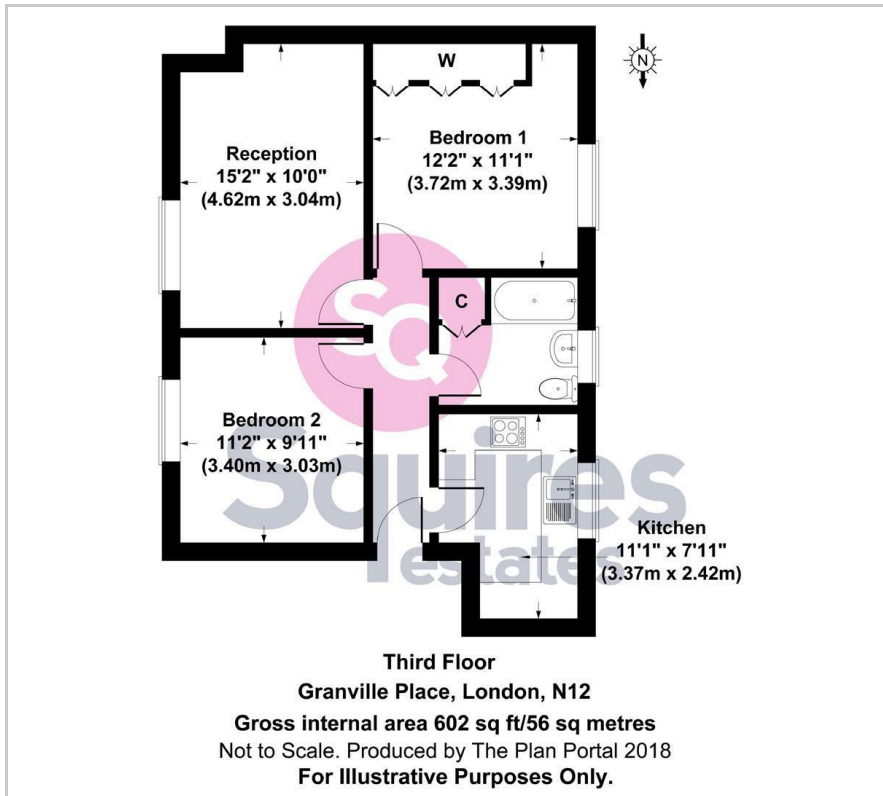 W
N
Bedroom 1
12'2" x 11'1"
(3.72m x 3.39m)
Reception
15'2" x 10'0"
(4.62m x 3.04m)
C
SQ
Bedroom 2
11'2" x 9'11"
(3.40m x 3.03m)
Squires
estates
Kitchen
11'1" x 7'11"
(3.37m x 2.42m)
Third Floor
Granville Place, London, N12
Gross internal area 602 sq ft/56 sq metres
Not to Scale. Produced by The Plan Portal 2018
For Illustrative Purposes Only.